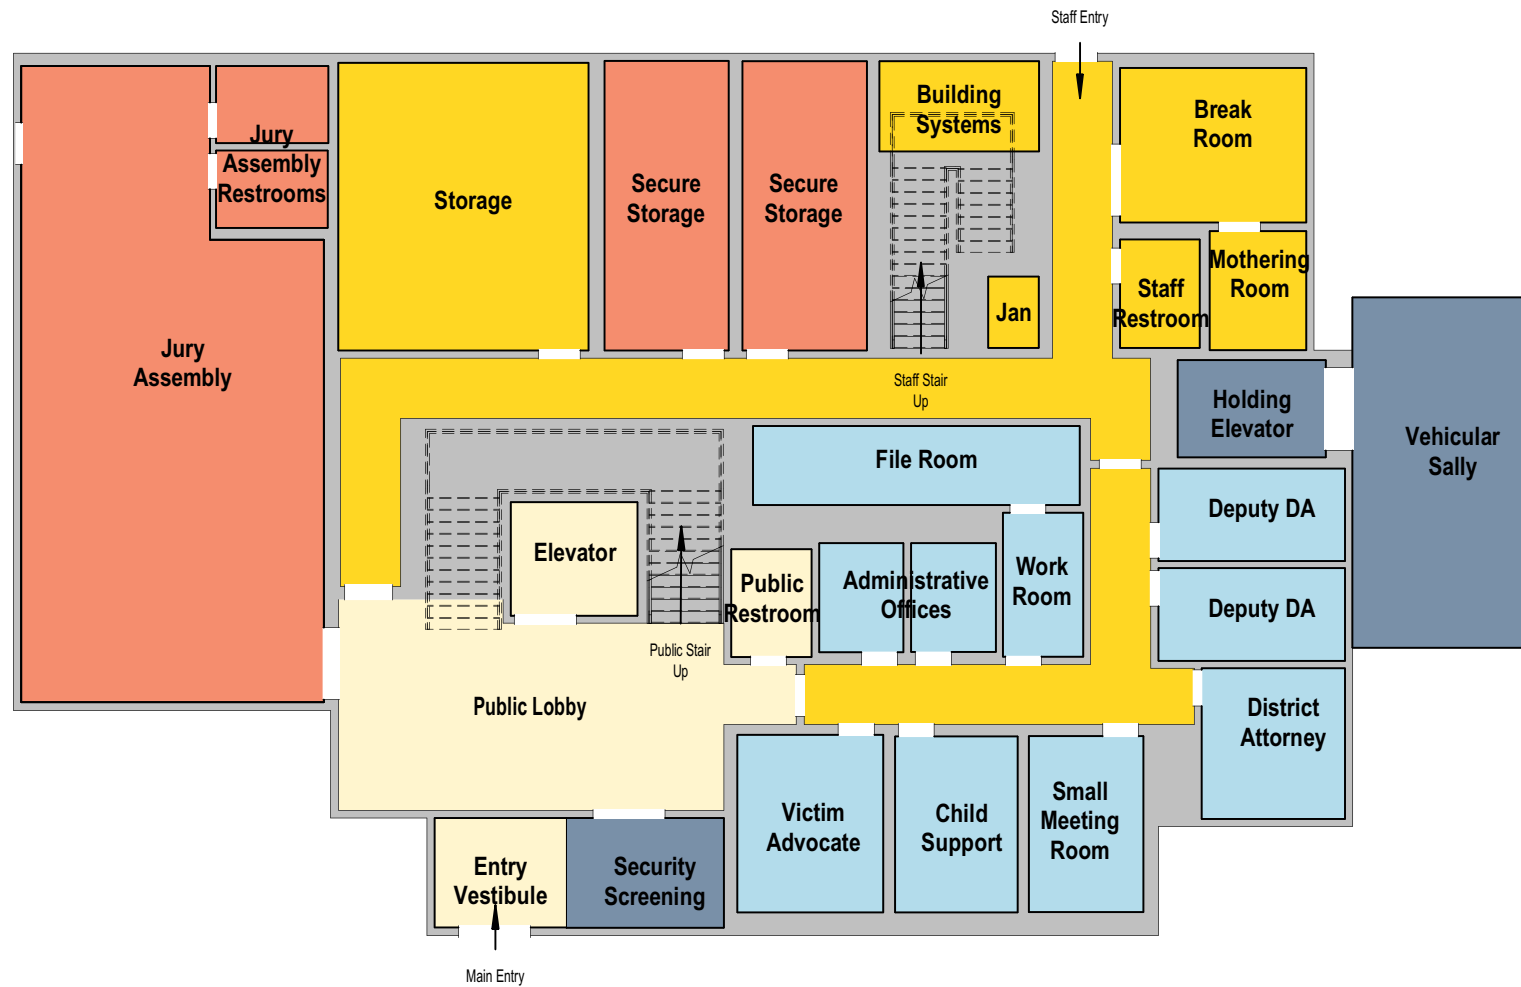 Staff Entry
Building
Systems
Break
Room
Jury
Assembly
Restrooms
Storage
Secure
Storage
Secure
Storage
Mothering
Room
Staff
Restroom
Jan
Jury
Assembly
Staff Stair
Up
Holding
Elevator
Vehicular
Sally
File Room
Deputy DA
Elevator
Public
Restroom
Administrative
Offices
Work
Room
Deputy DA
Public Stair
Up
Public Lobby
District
Attorney
Victim
Advocate
Child
Support
Small
Meeting
Room
Entry
Vestibule
Security
Screening
Main Entry